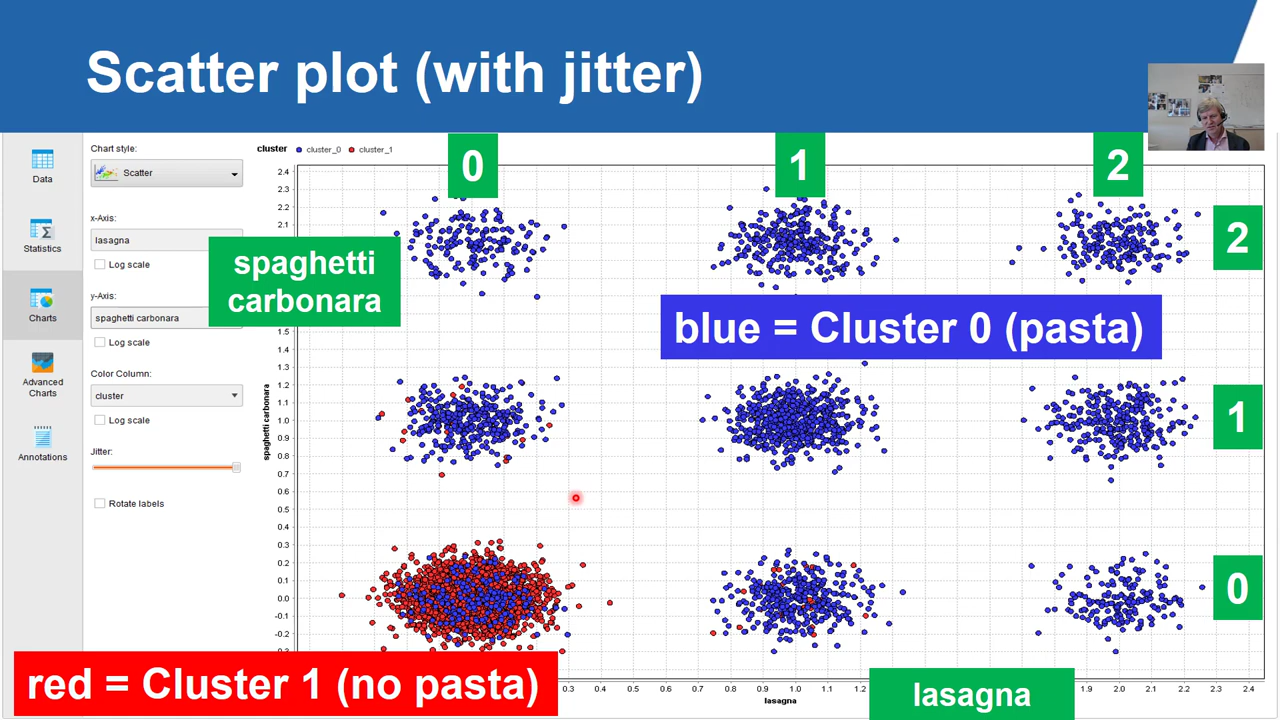 Scatter plot (with jitter)
Data
Statistics
Charts
Advanced
Charts
Annotations
Chart style:
Scatter
x-Axis:
lasagna
Log scale
y-Axis:
spaghetti carbonara
Log scale
Color Column:
cluster
Log scale
Jitter:
Rotate labels
cluster
cluster_0
cluster_1
0
1
2
2.4
2.3
2.2
2.1
2
spaghetti
carbonara
blue = Cluster 0 (pasta)
1.5
1.4
1.3
1.2
1.1
1.0
0.9
0.8
0.7
0.6
0.5
0.4
0.3
0.2
0.1
0.0
-0.1
-0.2
1
0
spaghetti carbonara
red = Cluster 1 (no pasta)
0.3 0.4 0.5 0.6 0.7 0.8 0.9 1.0 1.1 1.2
1.9 2.0 2.1 2.2 2.3 2.4
lasagna
lasagna